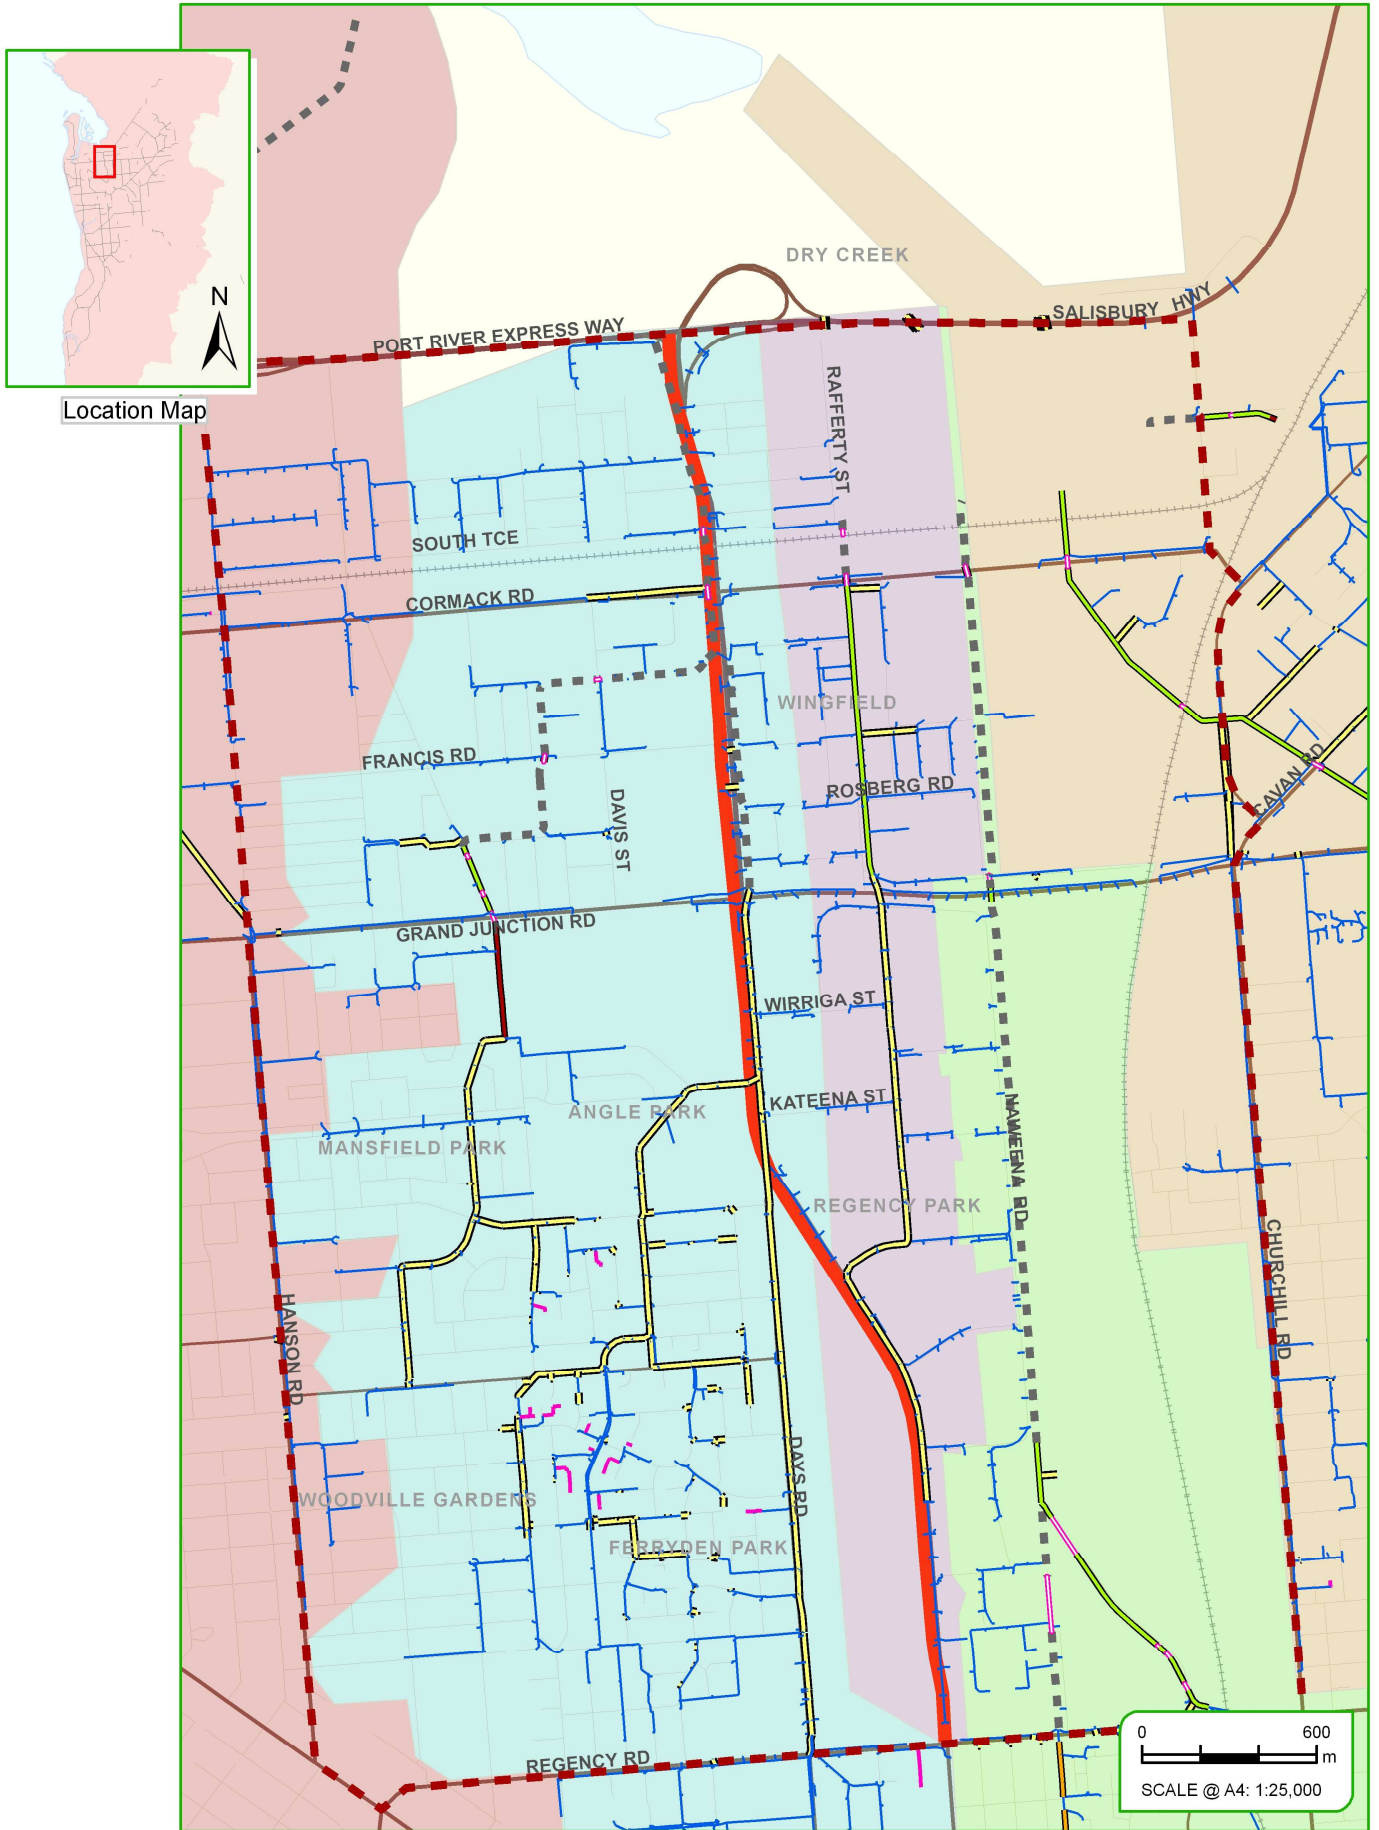 N
Location Map
DRY CREEK
SALISBURY HWY
PORT RIVER EXPRESS WAY
RAFFERTY ST
SOUTH TCE
CORMACK RD
WINGFIELD
FRANCIS RD
ROSBERG RD
DAVIS ST
CAVAN RD
GRAND JUNCTION RD
WIRRIGA ST
KATEENA ST
ANGLE PARK
MANSFIELD PARK
NAWEENA RD
REGENCY PARK
CHURCHILL RD
HANSON RD
DAYS RD
WOODVILLE GARDENS
FERRYDEN PARK
REGENCY RD
0 600
m
SCALE @ A4: 1:25,000